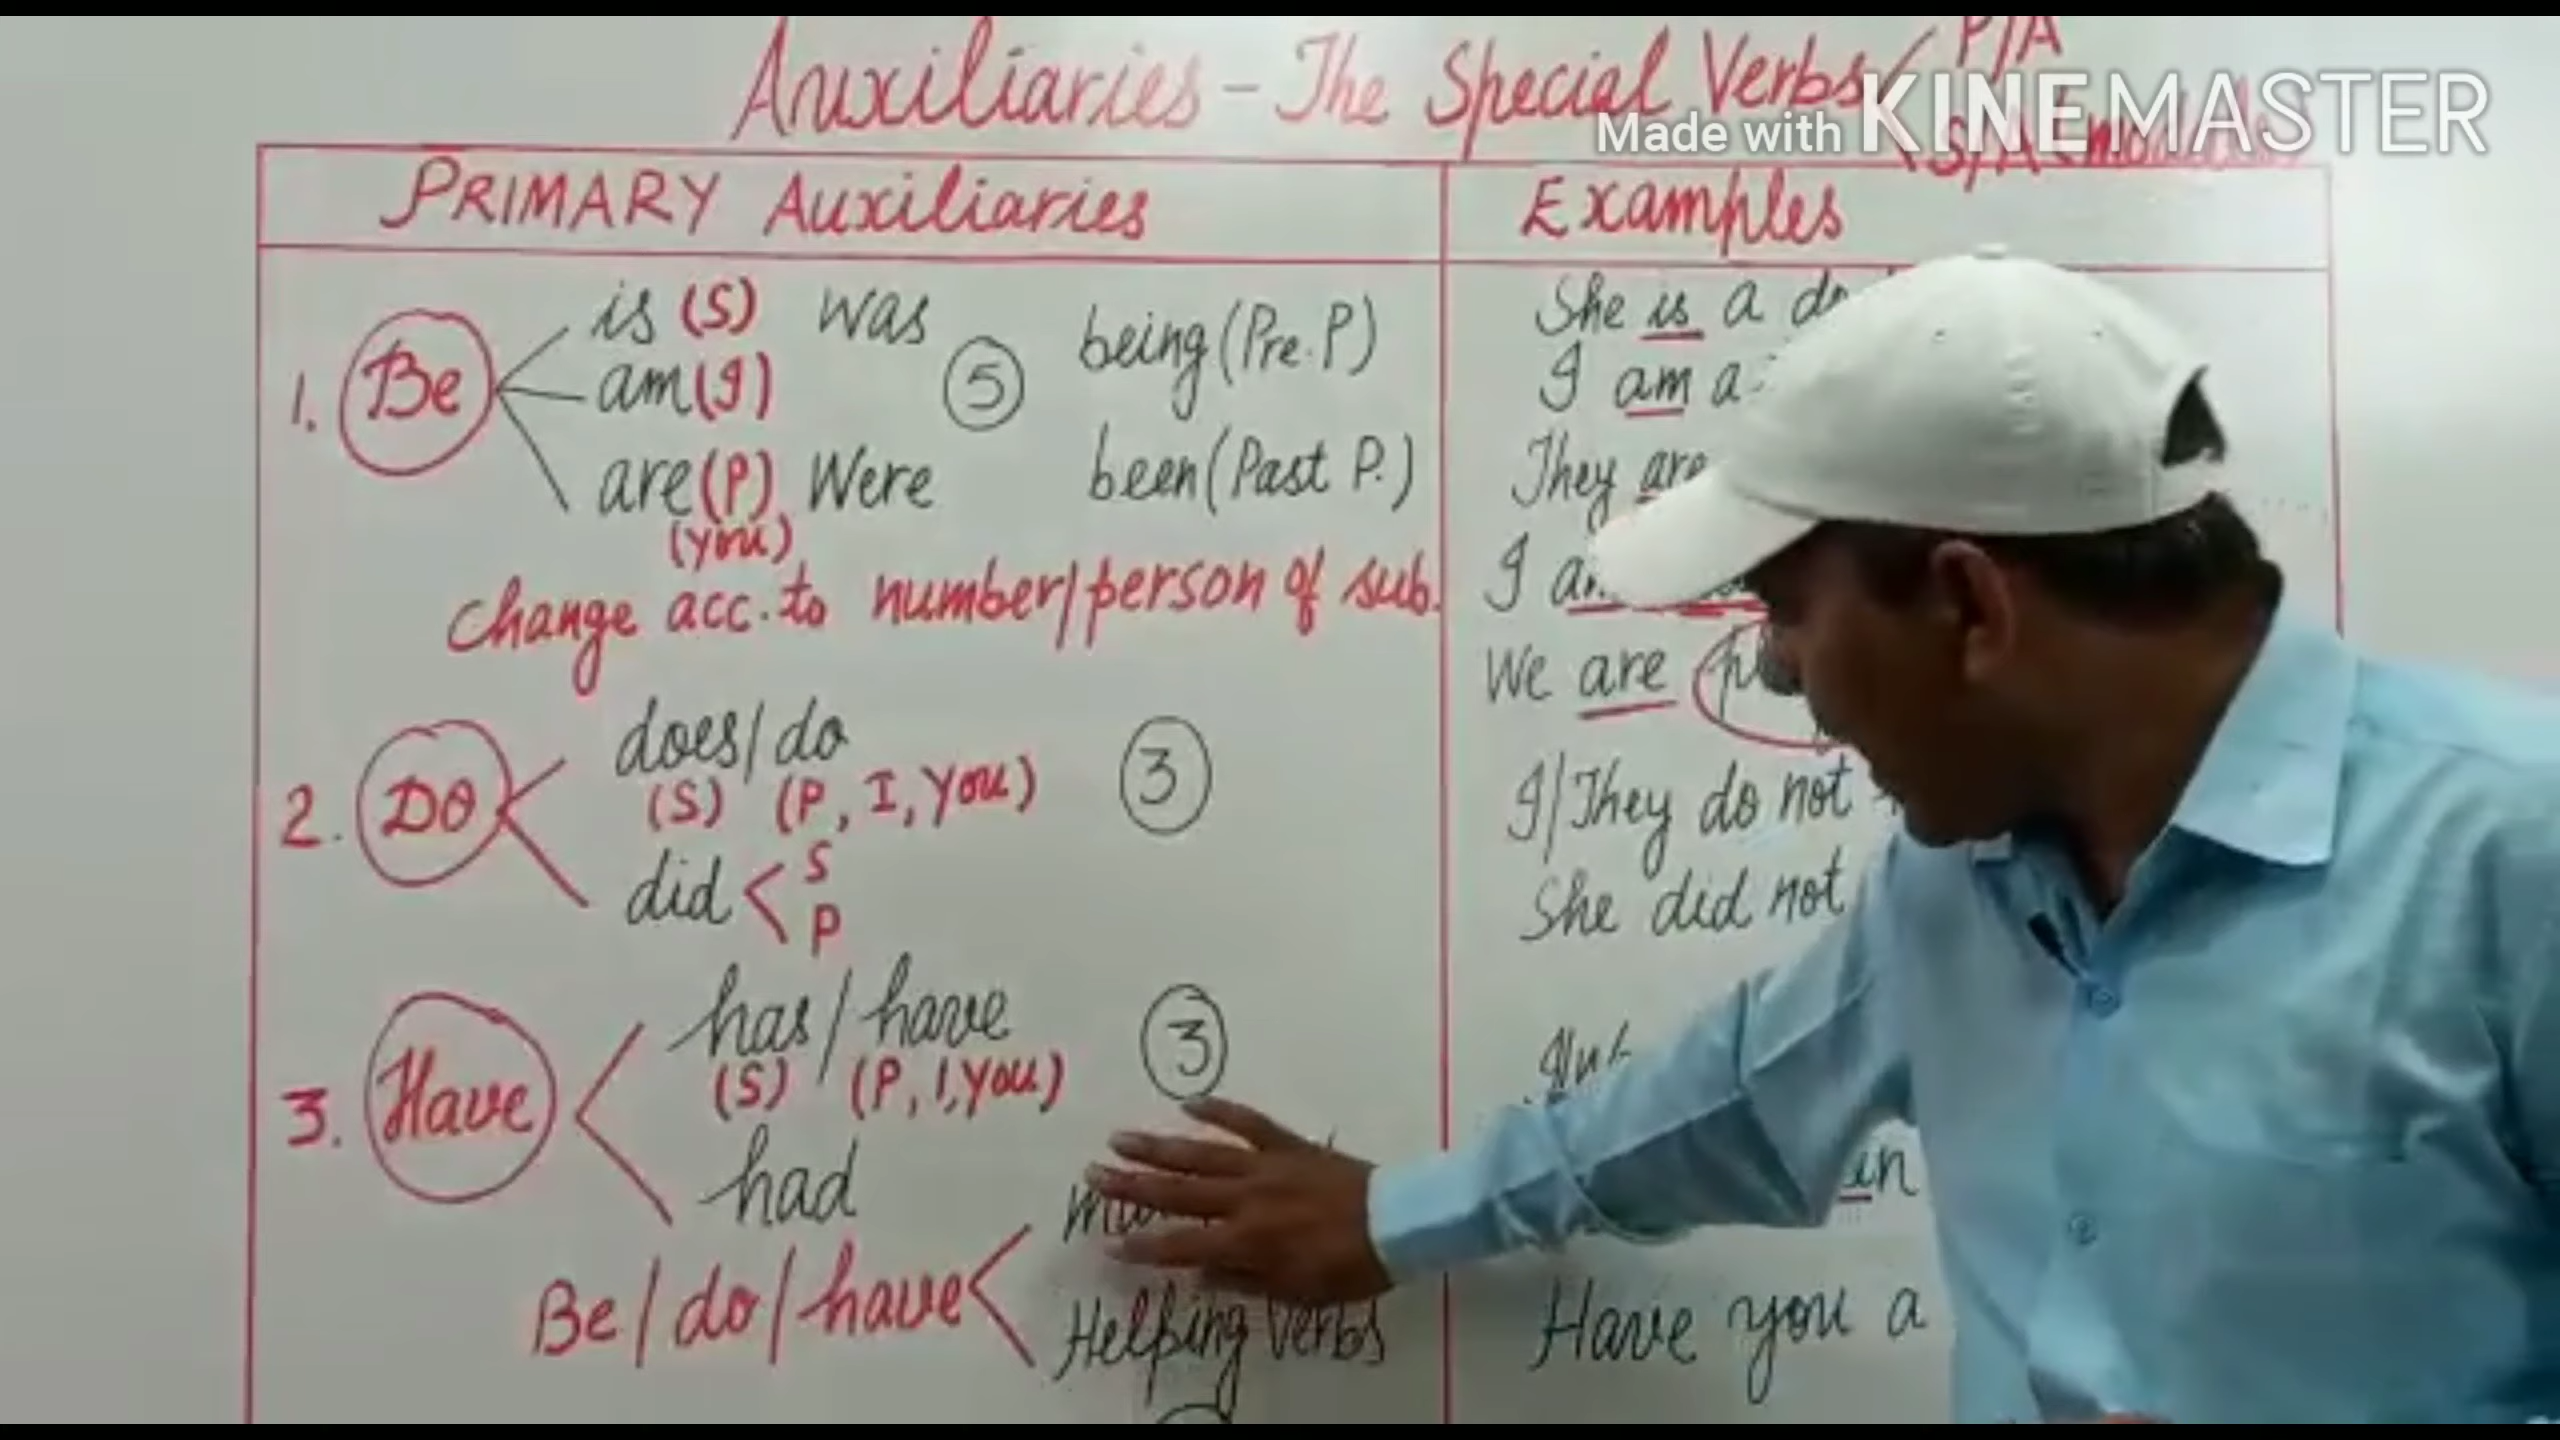 Auxiliaries - The Special Verbs P/A
Made with KINEMASTER
S/A
PRIMARY Auxiliaries
Examples
1. Be
is (S) was
am (I)
are (P) Were
(you)
5
being (Pre. P)
been (Past P.)
Change acc. to number/person of sub.
2. DO
does/do
(S) (P, I, You)
did S
P
3
3. Have
has/have
(S) (P, I, You)
had
3
Be/do/have
Helping Verbs
She is a
I am a
They are
I
We are
I/They do not
She did not
Have you a